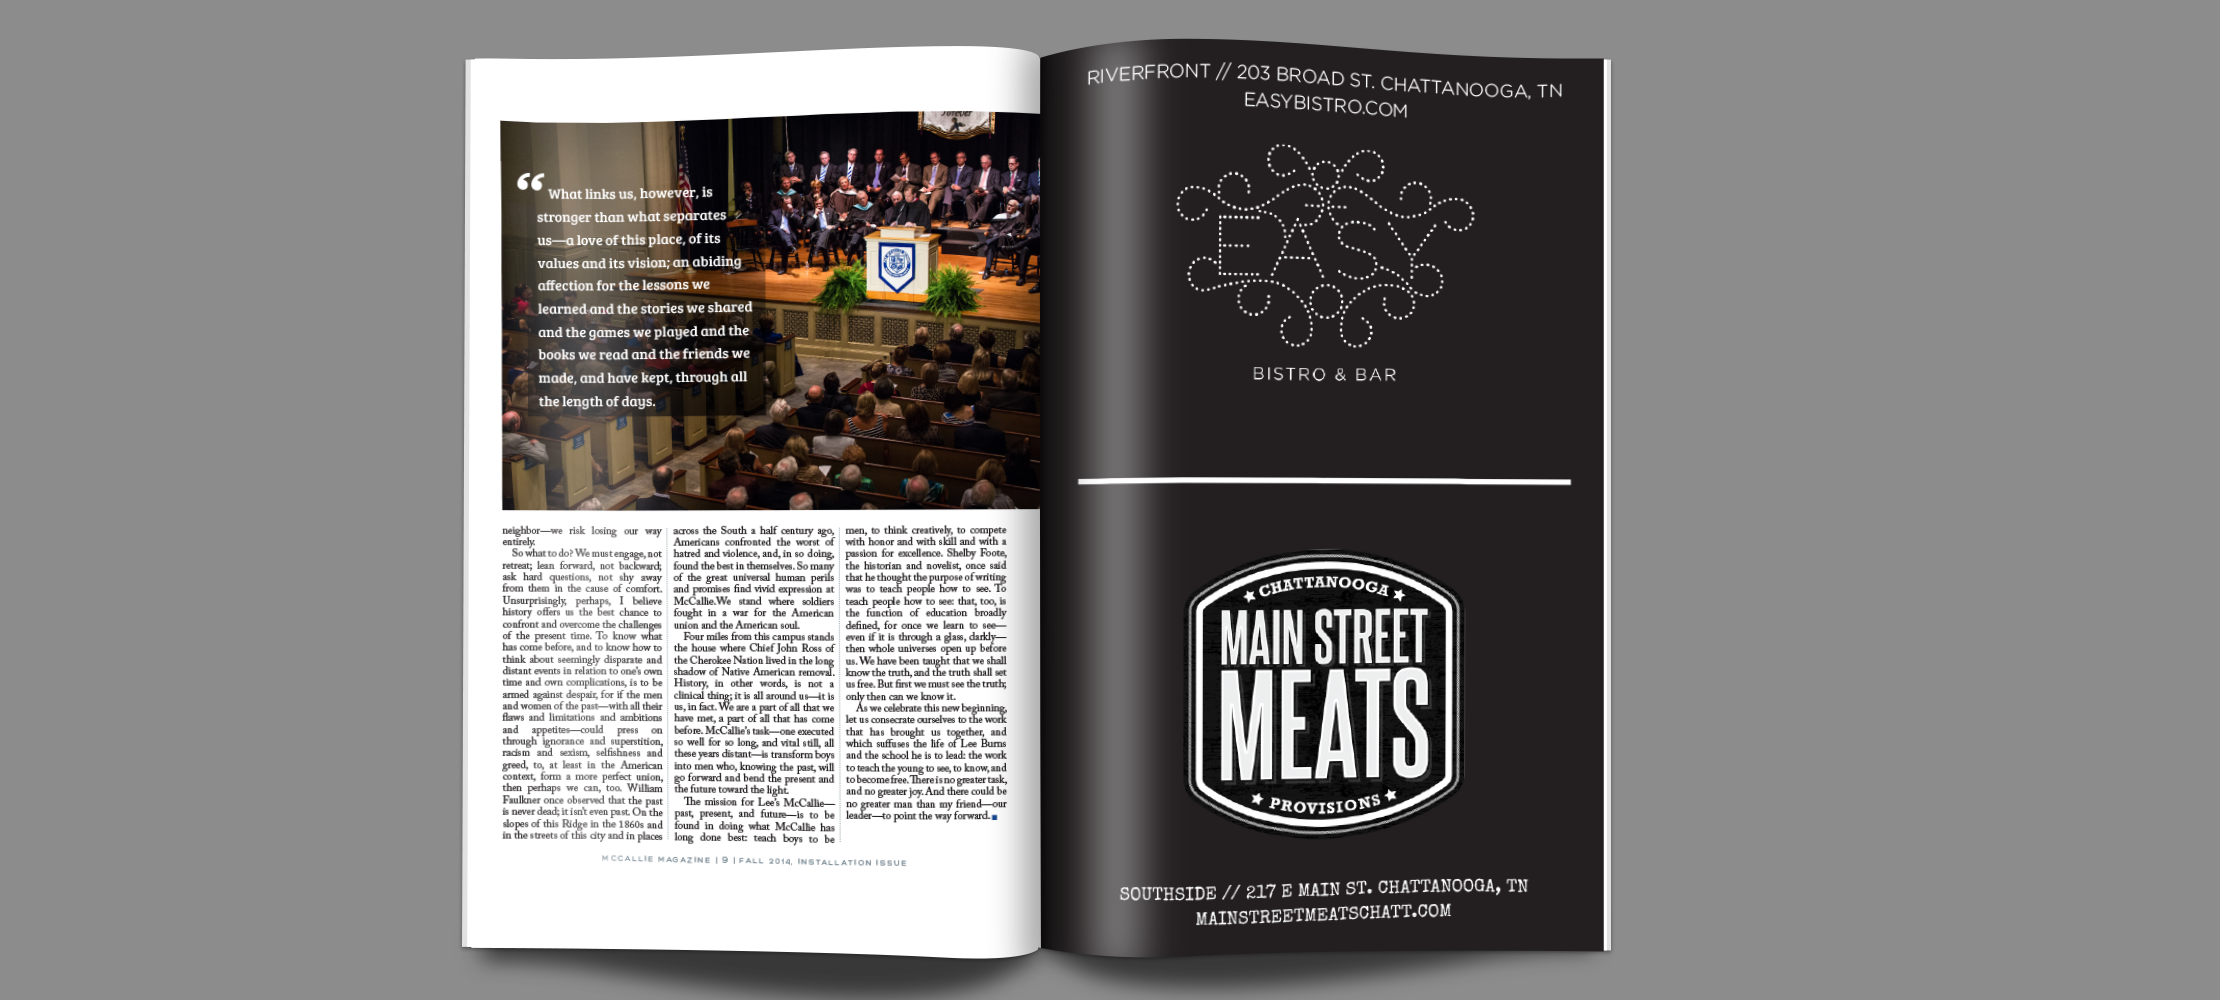 Forever
“ What links us, however, is
stronger than what separates
us—a love of this place, of its
values and its vision; an abiding
affection for the lessons we
learned and the stories we shared
and the games we played and the
books we read and the friends we
made, and have kept, through all
the length of days.
neighbor—we risk losing our way
entirely.
So what to do? We must engage, not
retreat; lean forward, not backward;
ask hard questions, not shy away
from them in the cause of comfort.
Unsurprisingly, perhaps, I believe
history offers us the best chance to
confront and overcome the challenges
of the present time. To know what
has come before, and to know how to
think about seemingly disparate and
distant events in relation to one's own
time and own complications, is to be
armed against despair, for if the men
and women of the past—with all their
flaws and limitations and ambitions
and appetites—could press on
through ignorance and superstition,
racism and sexism, selfishness and
greed, to, at least in the American
context, form a more perfect union,
then perhaps we can, too. William
Faulkner once observed that the past
is never dead; it isn't even past. On the
slopes of this Ridge in the 1860s and
in the streets of this city and in places
across the South a half century ago,
Americans confronted the worst of
hatred and violence, and, in so doing,
found the best in themselves. So many
of the great universal human perils
and promises find vivid expression at
McCallie.We stand where soldiers
fought in a war for the American
union and the American soul.
Four miles from this campus stands
the house where Chief John Ross of
the Cherokee Nation lived in the long
shadow of Native American removal.
History, in other words, is not a
clinical thing; it is all around us—it is
us, in fact. We are a part of all that we
have met, a part of all that has come
before. McCallie's task—one executed
so well for so long, and vital still, all
these years distant—is transform boys
into men who, knowing the past, will
go forward and bend the present and
the future toward the light.
The mission for Lee's McCallie—
past, present, and future—is to be
found in doing what McCallie has
long done best: teach boys to be
men, to think creatively, to compete
with honor and with skill and with a
passion for excellence. Shelby Foote,
the historian and novelist, once said
that he thought the purpose of writing
was to teach people how to see. To
teach people how to see: that, too, is
the function of education broadly
defined, for once we learn to see—
even if it is through a glass, darkly—
then whole universes open up before
us. We have been taught that we shall
know the truth, and the truth shall set
us free. But first we must see the truth;
only then can we know it.
As we celebrate this new beginning,
let us consecrate ourselves to the work
that has brought us together, and
which suffuses the life of Lee Burns
and the school he is to lead: the work
to teach the young to see, to know, and
to become free. There is no greater task,
and no greater joy. And there could be
no greater man than my friend—our
leader—to point the way forward.
MCCALLIE MAGAZINE | 9 | FALL 2014, INSTALLATION ISSUE
RIVERFRONT // 203 BROAD ST. CHATTANOOGA, TN
EASYBISTRO.COM
EASY
BISTRO & BAR
CHATTANOOGA
MAIN STREET
MEATS
PROVISIONS
SOUTHSIDE // 217 E MAIN ST. CHATTANOOGA, TN
MAINSTREETMEATSCHATT.COM